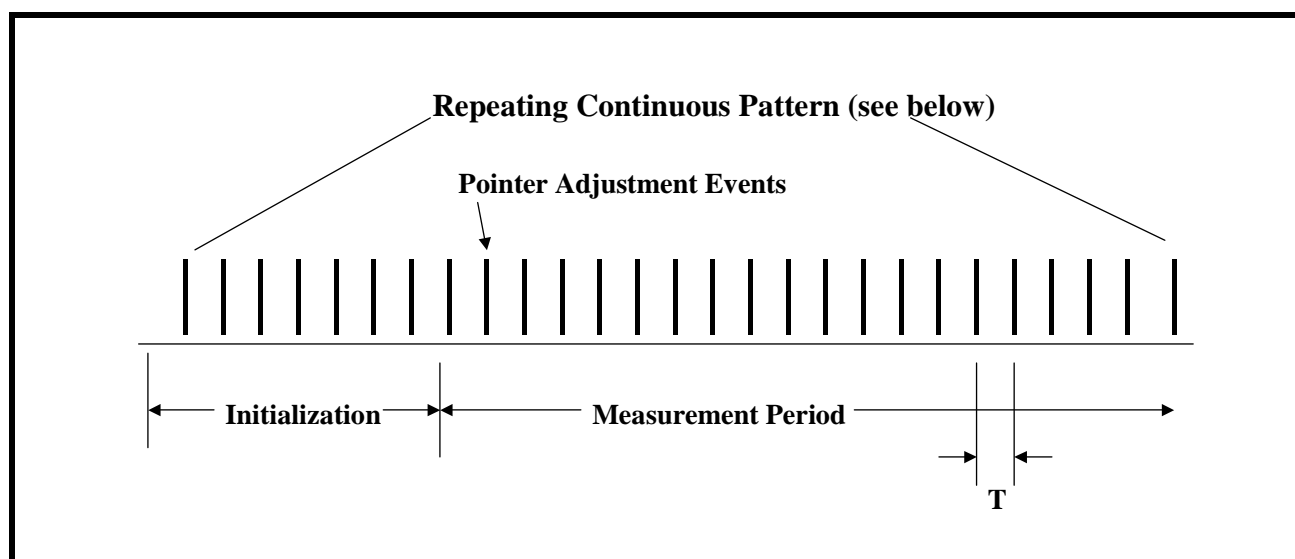 Repeating Continuous Pattern (see below)
Pointer Adjustment Events
Initialization
Measurement Period
T